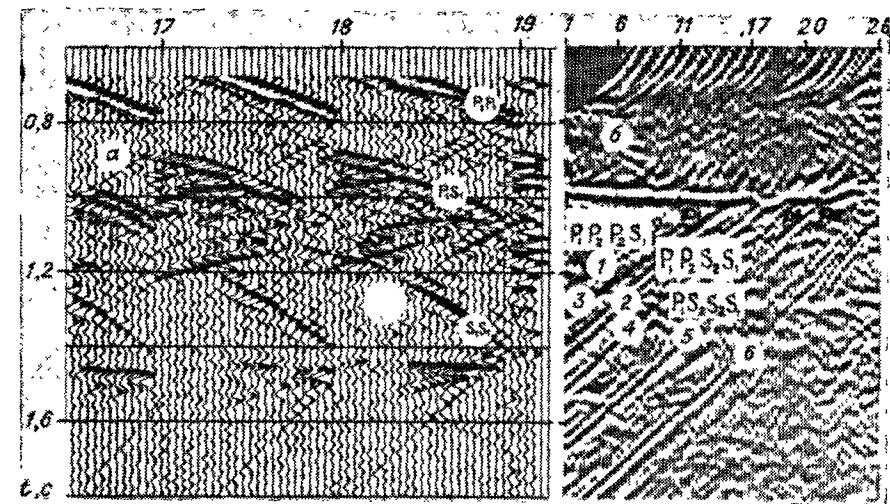 17 18 19 1 6 11 17 20 26
P₁P₁
0,8
а б
P₁S₁
P₁P₂P₂S₁
P₁P₂S₂S₁
1,2 1
3 2 P₁S₂S₂S₁
4 5
S₁S₁
6
1,6
t,c